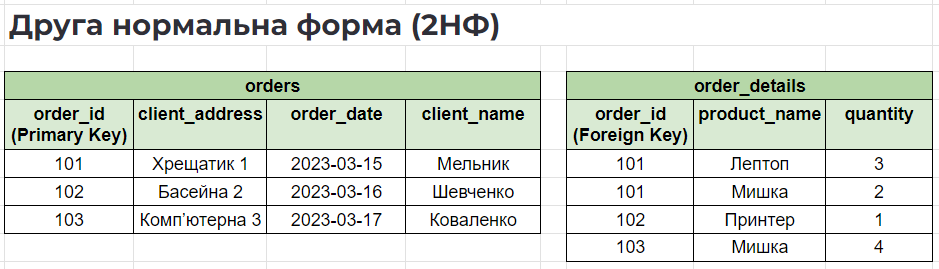 Друга нормальна форма (2НФ)
orders
order_id (Primary Key) client_address order_date client_name
101 Хрещатик 1 2023-03-15 Мельник
102 Басейна 2 2023-03-16 Шевченко
103 Комп'ютерна 3 2023-03-17 Коваленко
order_details
order_id (Foreign Key) product_name quantity
101 Лептоп 3
101 Мишка 2
102 Принтер 1
103 Мишка 4